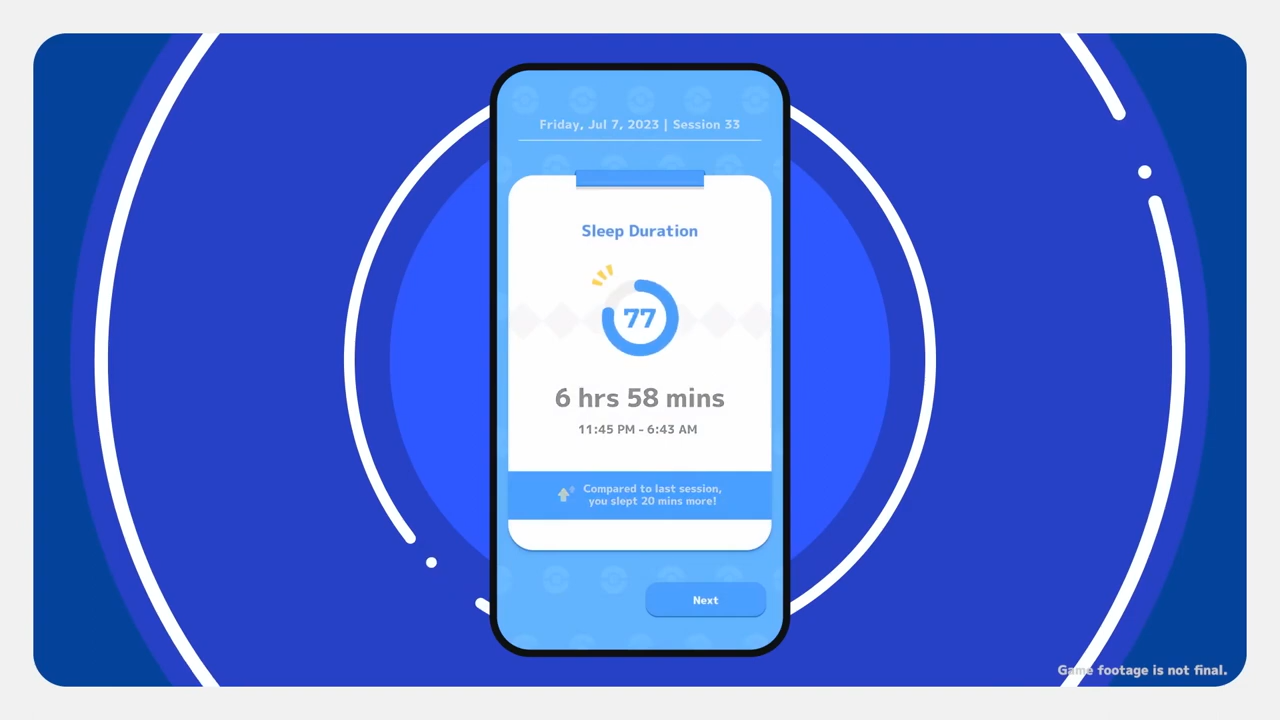 Friday, Jul 7, 2023 | Session 33
Sleep Duration
77
6 hrs 58 mins
11:45 PM - 6:43 AM
Compared to last session,
you slept 20 mins more!
Next
Game footage is not final.